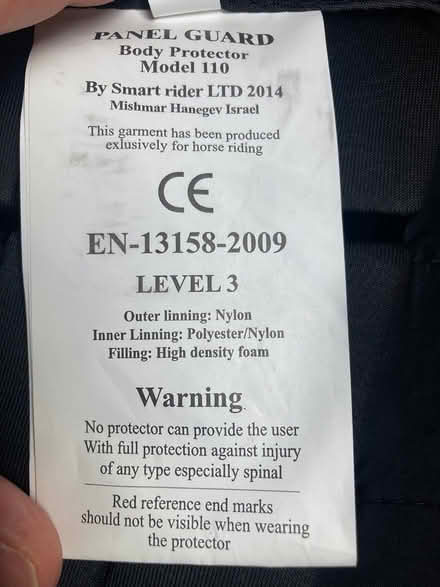 PANEL GUARD
Body Protector
Model 110
By Smart rider LTD 2014
Mishmar Hanegev Israel
This garment has been produced
exlusively for horse riding
CE
EN-13158-2009
LEVEL 3
Outer linning: Nylon
Inner Linning: Polyester/Nylon
Filling: High density foam
Warning
No protector can provide the user
With full protection against injury
of any type especially spinal
Red reference end marks
should not be visible when wearing
the protector